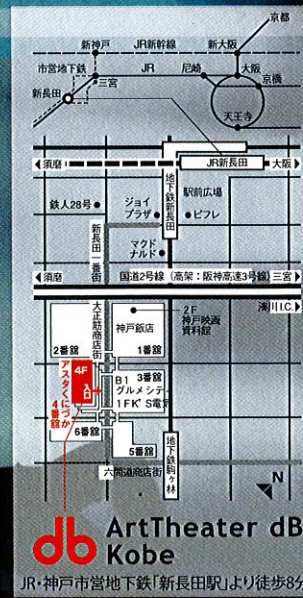 京都
新神戸
JR新幹線
新大阪
市営地下鉄
JR
尼崎
大阪
三宮
京橋
新長田
天王寺
須磨
JR新長田
大阪
鉄人28号
ジョイ
プラザ
地下鉄新長田
駅前広場
ピフレ
新長田一番街
マクド
ナルド
須磨
国道2号線(高架:阪神高速3号線)
三宮
湊川I.C.
大正筋商店街
神戸飯店
2F
神戸映画
資料館
2番館
1番館
アスタくにづか
4番館
4F
入口
B1
グルメシティ
3番館
1F K'S電気
6番館
5番館
地下鉄駒ヶ林
六間道商店街
N
db
ArtTheater dB
Kobe
JR・神戸市営地下鉄「新長田駅」より徒歩8分